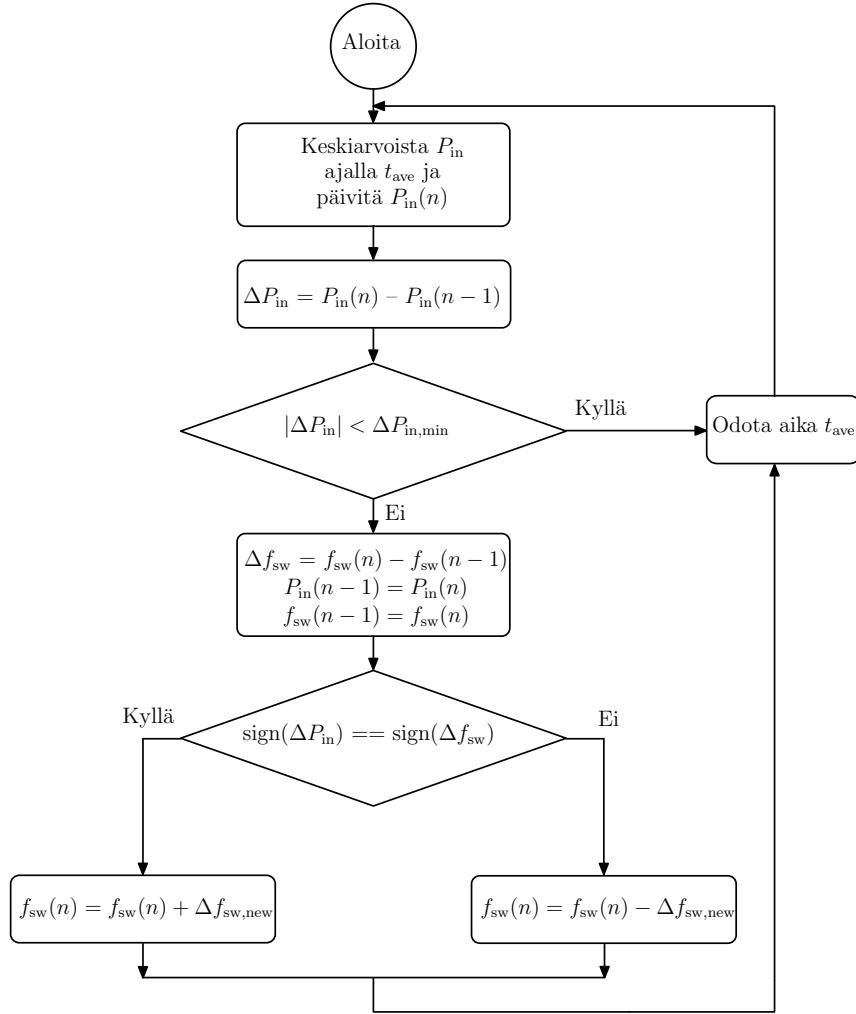 Aloita
Keskiarvoista P_in
ajalla t_ave ja
päivitä P_in(n)
ΔP_in = P_in(n) – P_in(n − 1)
|ΔP_in| < ΔP_in,min
Kyllä
Odota aika t_ave
Ei
Δf_sw = f_sw(n) − f_sw(n − 1)
P_in(n − 1) = P_in(n)
f_sw(n − 1) = f_sw(n)
sign(ΔP_in) == sign(Δf_sw)
Kyllä
Ei
f_sw(n) = f_sw(n) + Δf_sw,new
f_sw(n) = f_sw(n) − Δf_sw,new